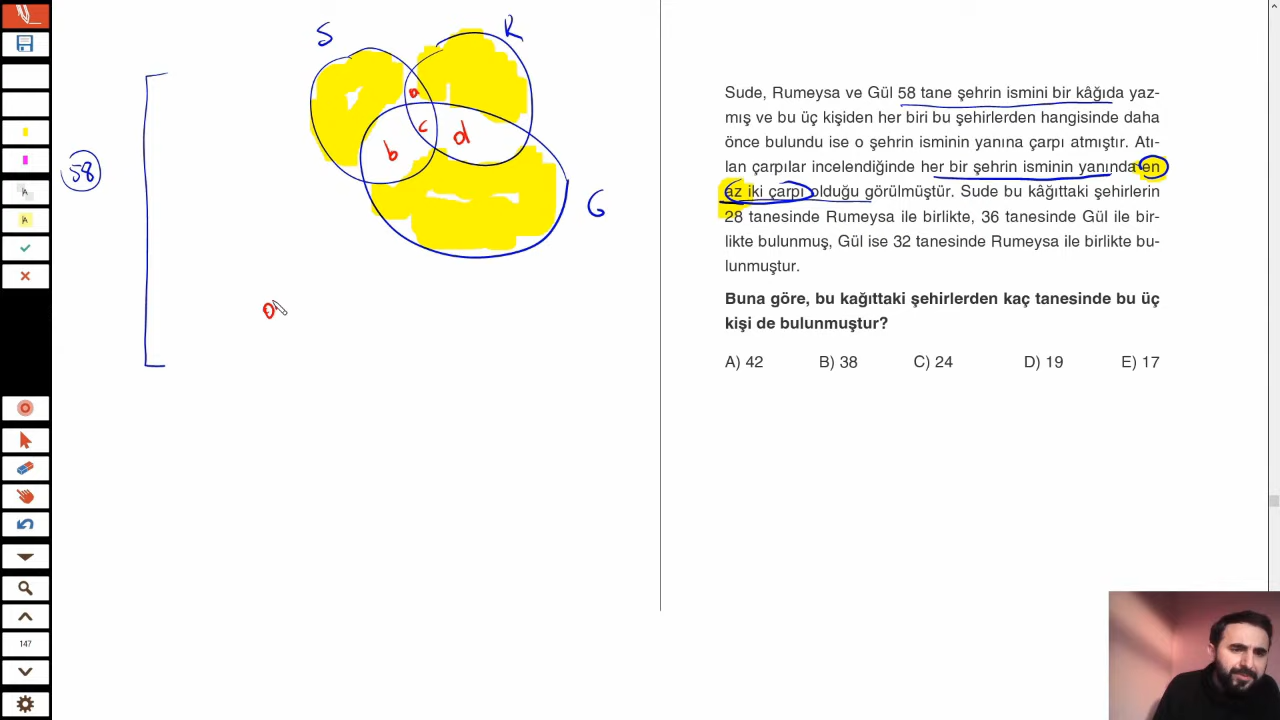 S
R
a
c
d
b
58
G
a
Sude, Rumeysa ve Gül 58 tane şehrin ismini bir kâğıda yaz-
mış ve bu üç kişiden her biri bu şehirlerden hangisinde daha
önce bulundu ise o şehrin isminin yanına çarpı atmıştır. Atı-
lan çarpılar incelendiğinde her bir şehrin isminin yanında en
az iki çarpı olduğu görülmüştür. Sude bu kâğıttaki şehirlerin
28 tanesinde Rumeysa ile birlikte, 36 tanesinde Gül ile bir-
likte bulunmuş, Gül ise 32 tanesinde Rumeysa ile birlikte bu-
lunmuştur.
Buna göre, bu kağıttaki şehirlerden kaç tanesinde bu üç
kişi de bulunmuştur?
A) 42 B) 38 C) 24 D) 19 E) 17
A
A
147